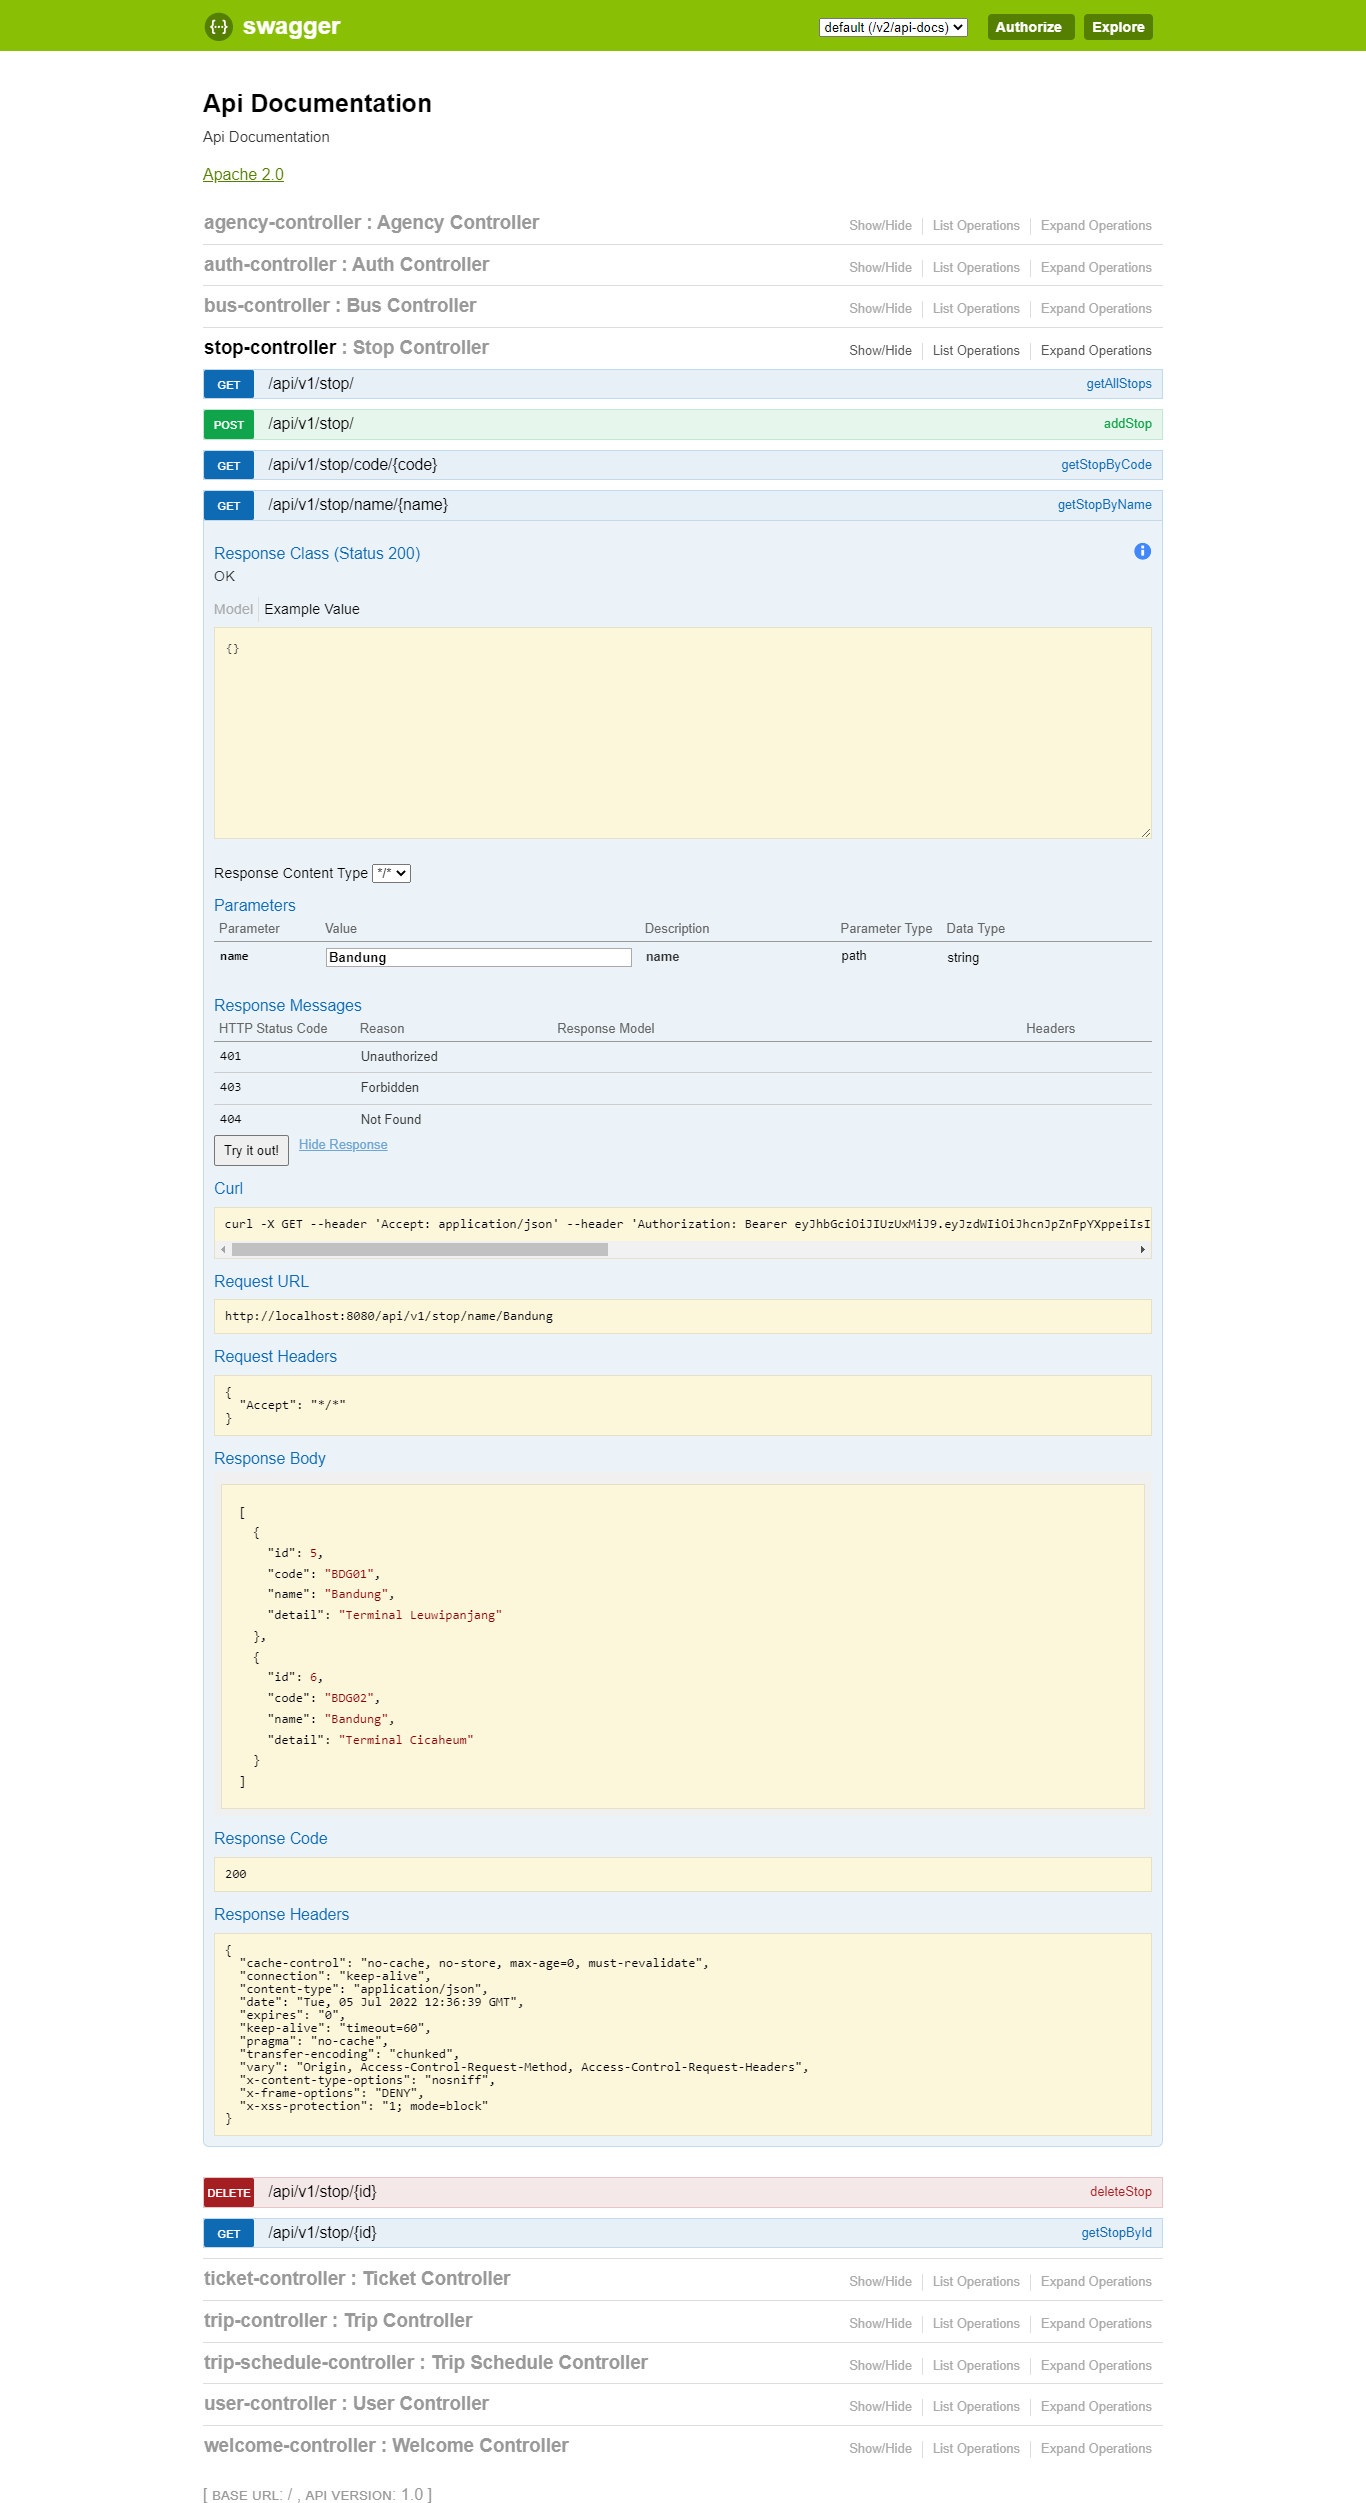 {···} swagger default (/v2/api-docs) Authorize Explore
Api Documentation
Api Documentation
Apache 2.0
agency-controller : Agency Controller Show/Hide List Operations Expand Operations
auth-controller : Auth Controller Show/Hide List Operations Expand Operations
bus-controller : Bus Controller Show/Hide List Operations Expand Operations
stop-controller : Stop Controller Show/Hide List Operations Expand Operations
GET /api/v1/stop/ getAllStops
POST /api/v1/stop/ addStop
GET /api/v1/stop/code/{code} getStopByCode
GET /api/v1/stop/name/{name} getStopByName
Response Class (Status 200)
OK
Model Example Value
{}
Response Content Type */*
Parameters
Parameter Value Description Parameter Type Data Type
name Bandung name path string
Response Messages
HTTP Status Code Reason Response Model Headers
401 Unauthorized
403 Forbidden
404 Not Found
Try it out! Hide Response
Curl
curl -X GET --header 'Accept: application/json' --header 'Authorization: Bearer eyJhbGciOiJIUzUxMiJ9.eyJzdWIiOiJhcnJpZnFpYXppeiIsI
Request URL
http://localhost:8080/api/v1/stop/name/Bandung
Request Headers
{
"Accept": "*/*"
}
Response Body
[
{
"id": 5,
"code": "BDG01",
"name": "Bandung",
"detail": "Terminal Leuwipanjang"
},
{
"id": 6,
"code": "BDG02",
"name": "Bandung",
"detail": "Terminal Cicaheum"
}
]
Response Code
200
Response Headers
{
"cache-control": "no-cache, no-store, max-age=0, must-revalidate",
"connection": "keep-alive",
"content-type": "application/json",
"date": "Tue, 05 Jul 2022 12:36:39 GMT",
"expires": "0",
"keep-alive": "timeout=60",
"pragma": "no-cache",
"transfer-encoding": "chunked",
"vary": "Origin, Access-Control-Request-Method, Access-Control-Request-Headers",
"x-content-type-options": "nosniff",
"x-frame-options": "DENY",
"x-xss-protection": "1; mode=block"
}
DELETE /api/v1/stop/{id} deleteStop
GET /api/v1/stop/{id} getStopById
ticket-controller : Ticket Controller Show/Hide List Operations Expand Operations
trip-controller : Trip Controller Show/Hide List Operations Expand Operations
trip-schedule-controller : Trip Schedule Controller Show/Hide List Operations Expand Operations
user-controller : User Controller Show/Hide List Operations Expand Operations
welcome-controller : Welcome Controller Show/Hide List Operations Expand Operations
[ BASE URL: / , API VERSION: 1.0 ]